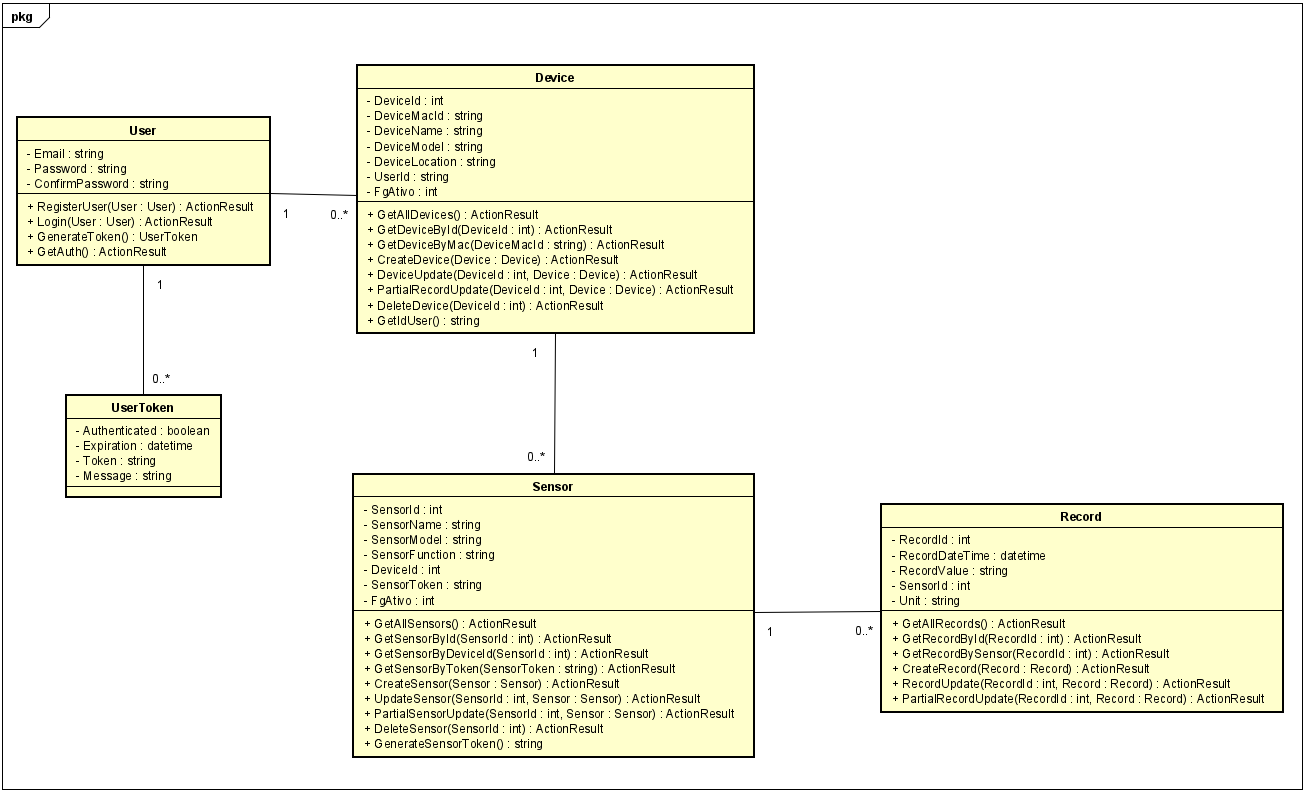 pkg
Device
- DeviceId : int
- DeviceMacId : string
- DeviceName : string
- DeviceModel : string
- DeviceLocation : string
- UserId : string
- FgAtivo : int
+ GetAllDevices() : ActionResult
+ GetDeviceById(DeviceId : int) : ActionResult
+ GetDeviceByMac(DeviceMacId : string) : ActionResult
+ CreateDevice(Device : Device) : ActionResult
+ DeviceUpdate(DeviceId : int, Device : Device) : ActionResult
+ PartialRecordUpdate(DeviceId : int, Device : Device) : ActionResult
+ DeleteDevice(DeviceId : int) : ActionResult
+ GetIdUser() : string
User
- Email : string
- Password : string
- ConfirmPassword : string
+ RegisterUser(User : User) : ActionResult
+ Login(User : User) : ActionResult
+ GenerateToken() : UserToken
+ GetAuth() : ActionResult
1
0..*
1
0..*
1
0..*
UserToken
- Authenticated : boolean
- Expiration : datetime
- Token : string
- Message : string
Sensor
- SensorId : int
- SensorName : string
- SensorModel : string
- SensorFunction : string
- DeviceId : int
- SensorToken : string
- FgAtivo : int
+ GetAllSensors() : ActionResult
+ GetSensorById(SensorId : int) : ActionResult
+ GetSensorByDeviceId(SensorId : int) : ActionResult
+ GetSensorByToken(SensorToken : string) : ActionResult
+ CreateSensor(Sensor : Sensor) : ActionResult
+ UpdateSensor(SensorId : int, Sensor : Sensor) : ActionResult
+ PartialSensorUpdate(SensorId : int, Sensor : Sensor) : ActionResult
+ DeleteSensor(SensorId : int) : ActionResult
+ GenerateSensorToken() : string
1
0..*
Record
- RecordId : int
- RecordDateTime : datetime
- RecordValue : string
- SensorId : int
- Unit : string
+ GetAllRecords() : ActionResult
+ GetRecordById(RecordId : int) : ActionResult
+ GetRecordBySensor(RecordId : int) : ActionResult
+ CreateRecord(Record : Record) : ActionResult
+ RecordUpdate(RecordId : int, Record : Record) : ActionResult
+ PartialRecordUpdate(RecordId : int, Record : Record) : ActionResult